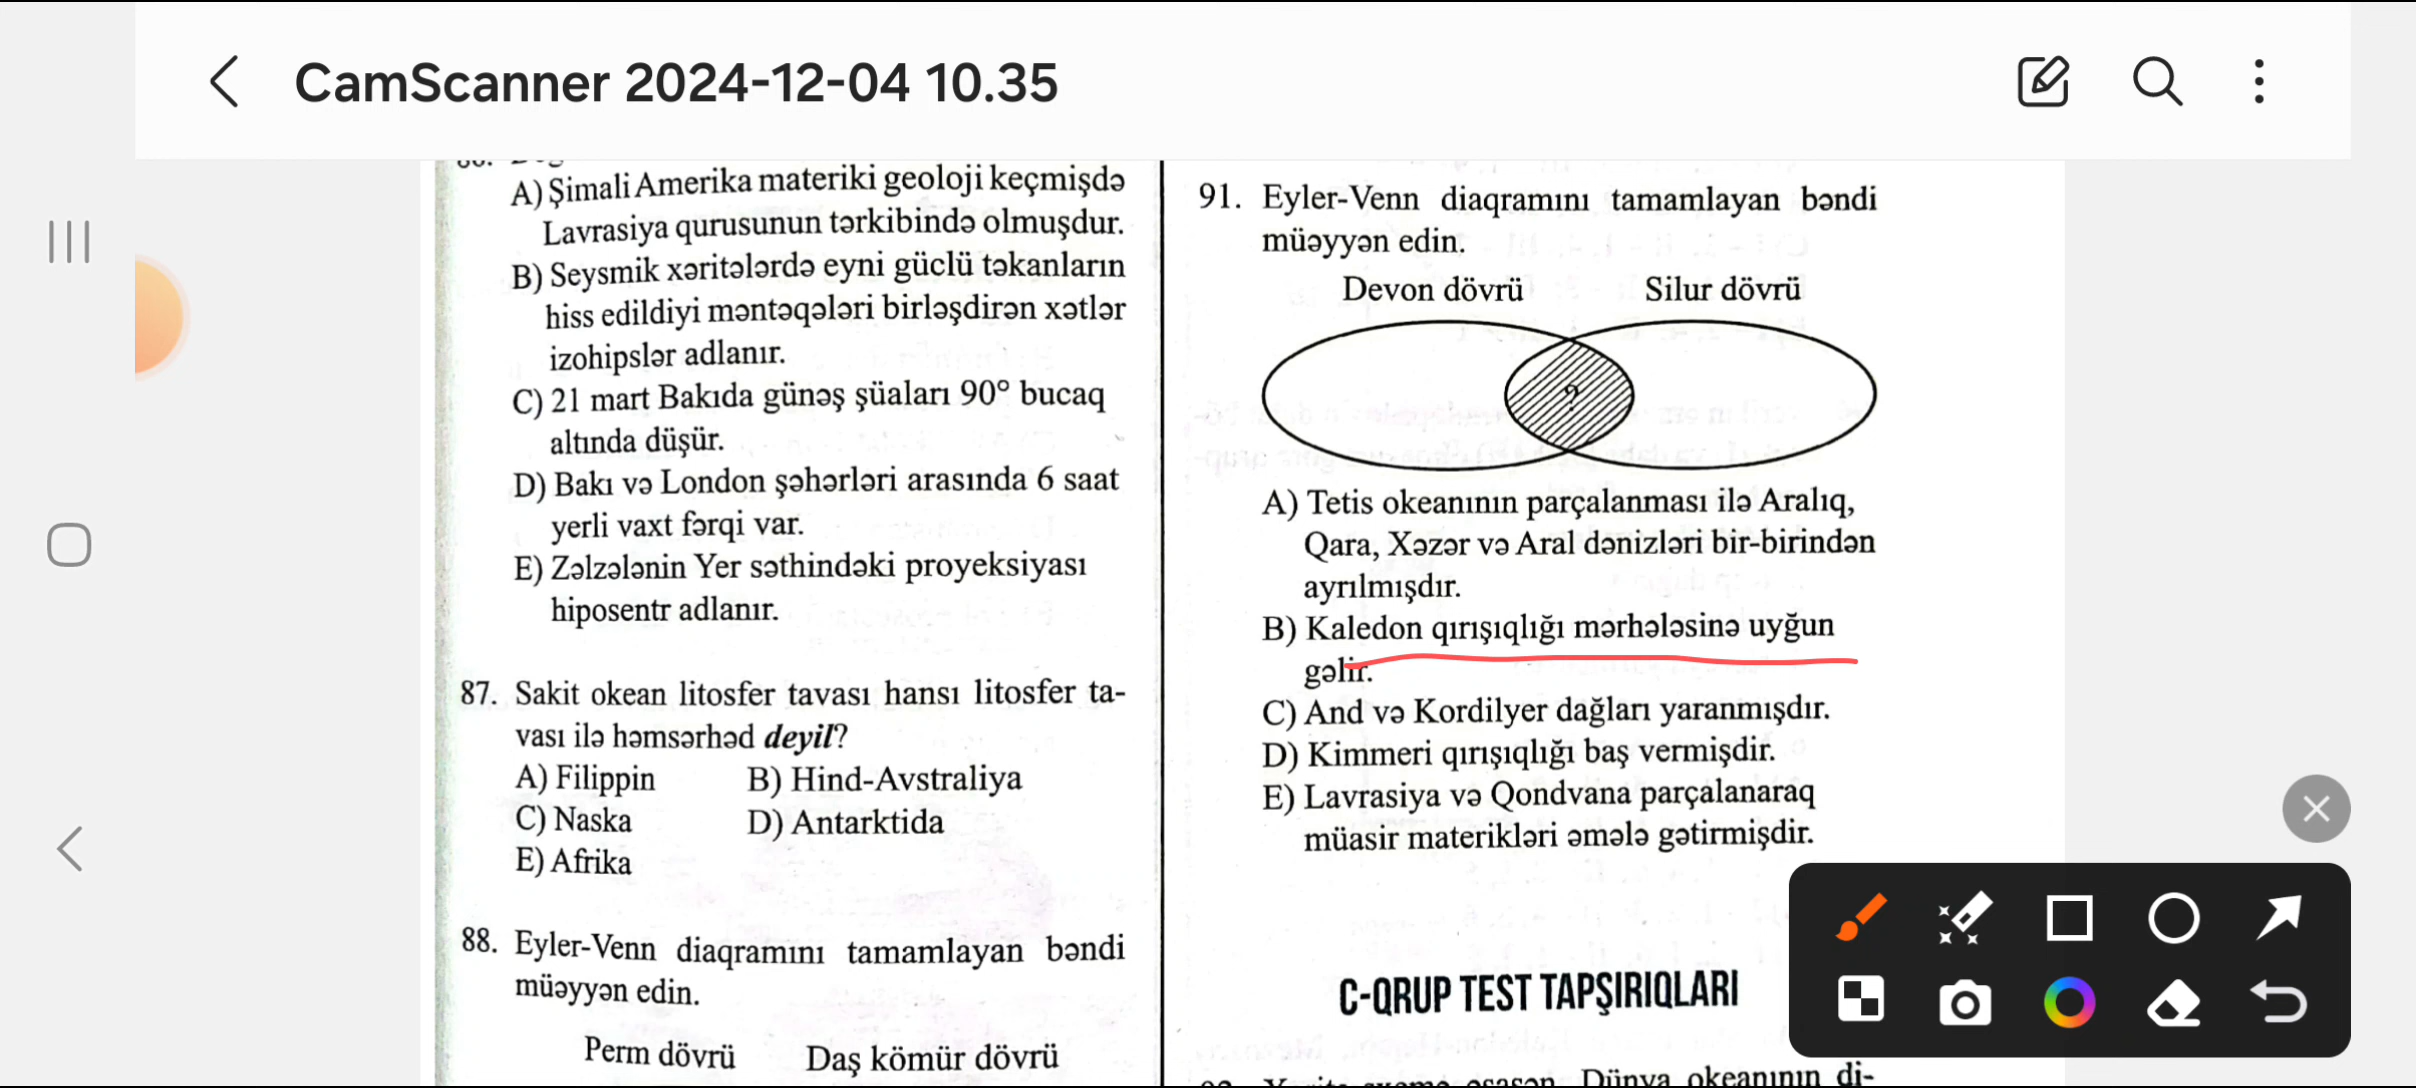 CamScanner 2024-12-04 10.35
A) Şimali Amerika materiki geoloji keçmişdə
Lavrasiya qurusunun tərkibində olmuşdur.
B) Seysmik xəritələrdə eyni güclü təkanların
hiss edildiyi məntəqələri birləşdirən xətlər
izohipslər adlanır.
C) 21 mart Bakıda günəş şüaları 90° bucaq
altında düşür.
D) Bakı və London şəhərləri arasında 6 saat
yerli vaxt fərqi var.
E) Zəlzələnin Yer səthindəki proyeksiyası
hiposentr adlanır.
87. Sakit okean litosfer tavası hansı litosfer ta-
vası ilə həmsərhəd deyil?
A) Filippin B) Hind-Avstraliya
C) Naska D) Antarktida
E) Afrika
88. Eyler-Venn diaqramını tamamlayan bəndi
müəyyən edin.
Perm dövrü Daş kömür dövrü
91. Eyler-Venn diaqramını tamamlayan bəndi
müəyyən edin.
Devon dövrü Silur dövrü
?
A) Tetis okeanının parçalanması ilə Aralıq,
Qara, Xəzər və Aral dənizləri bir-birindən
ayrılmışdır.
B) Kaledon qırışıqlığı mərhələsinə uyğun
gəlir.
C) And və Kordilyer dağları yaranmışdır.
D) Kimmeri qırışıqlığı baş vermişdir.
E) Lavrasiya və Qondvana parçalanaraq
müasir materikləri əmələ gətirmişdir.
C-QRUP TEST TAPŞIRIQLARI
əsasən Dünya okeanının di-